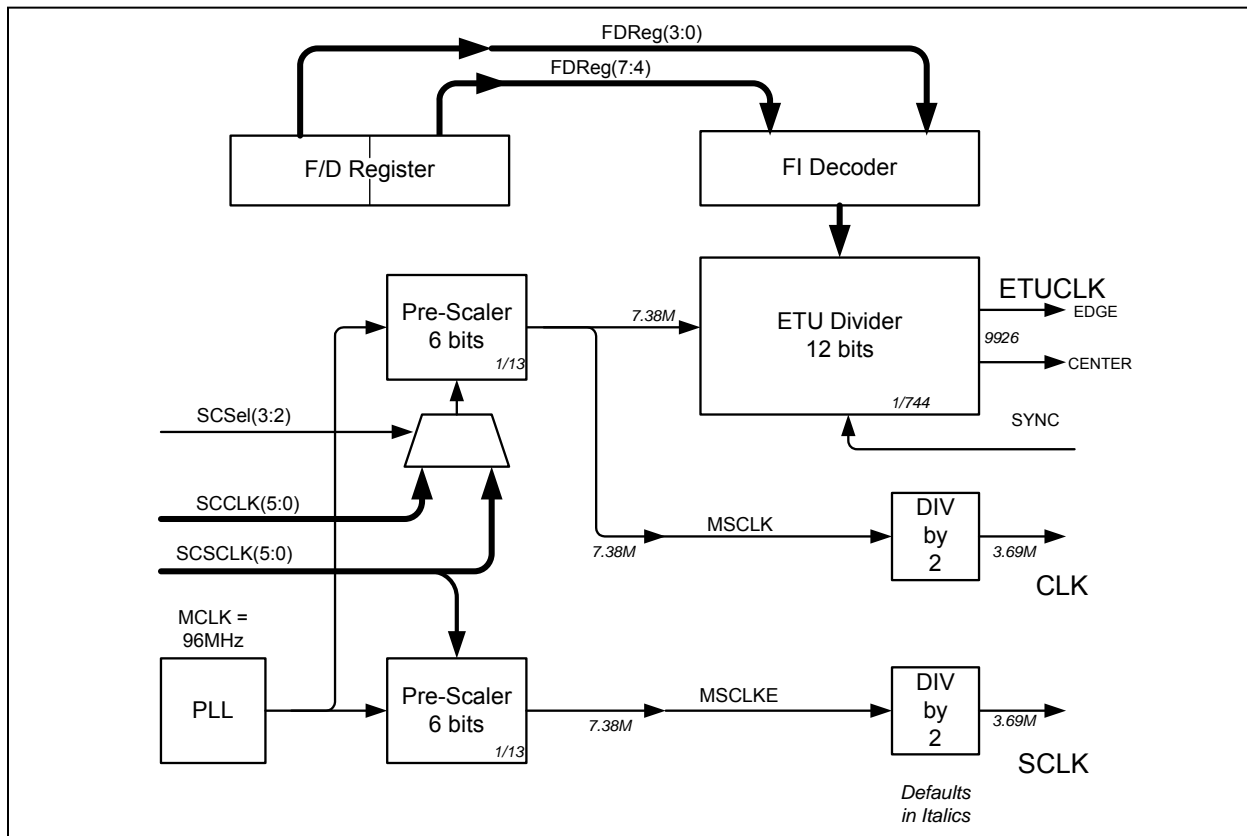 FDReg(3:0)
FDReg(7:4)
F/D Register
FI Decoder
Pre-Scaler
6 bits
1/13
7.38M
ETU Divider
12 bits
1/744
ETUCLK
EDGE
9926
CENTER
SYNC
SCSel(3:2)
SCCLK(5:0)
SCSCLK(5:0)
7.38M
MSCLK
DIV
by
2
3.69M
CLK
MCLK =
96MHz
PLL
Pre-Scaler
6 bits
1/13
7.38M
MSCLKE
DIV
by
2
3.69M
SCLK
Defaults
in Italics